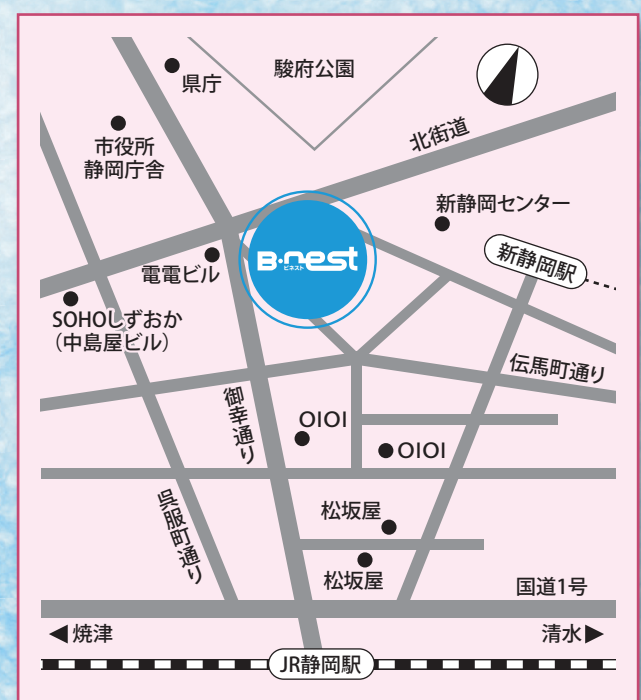 県庁
駿府公園
市役所
静岡庁舎
北街道
新静岡センター
B-nest
ビネスト
新静岡駅
電電ビル
SOHOしずおか
(中島屋ビル)
伝馬町通り
御幸通り
OIOI
OIOI
呉服町通り
松坂屋
松坂屋
国道1号
◀焼津
清水▶
JR静岡駅